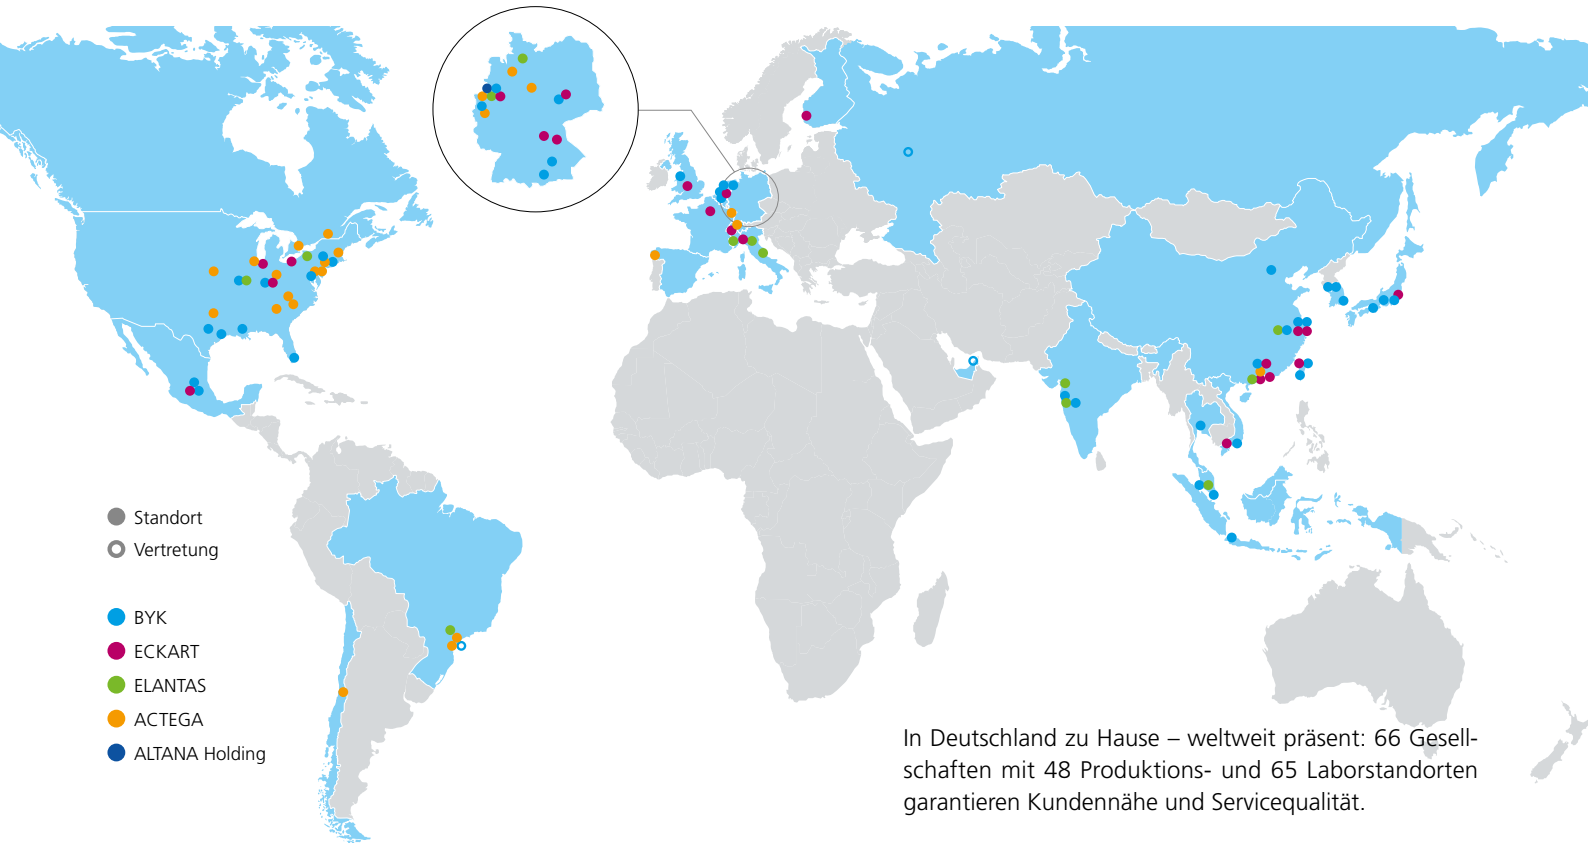 Standort
Vertretung
BYK
ECKART
ELANTAS
ACTEGA
ALTANA Holding
In Deutschland zu Hause – weltweit präsent: 66 Gesell-
schaften mit 48 Produktions- und 65 Laborstandorten
garantieren Kundennähe und Servicequalität.